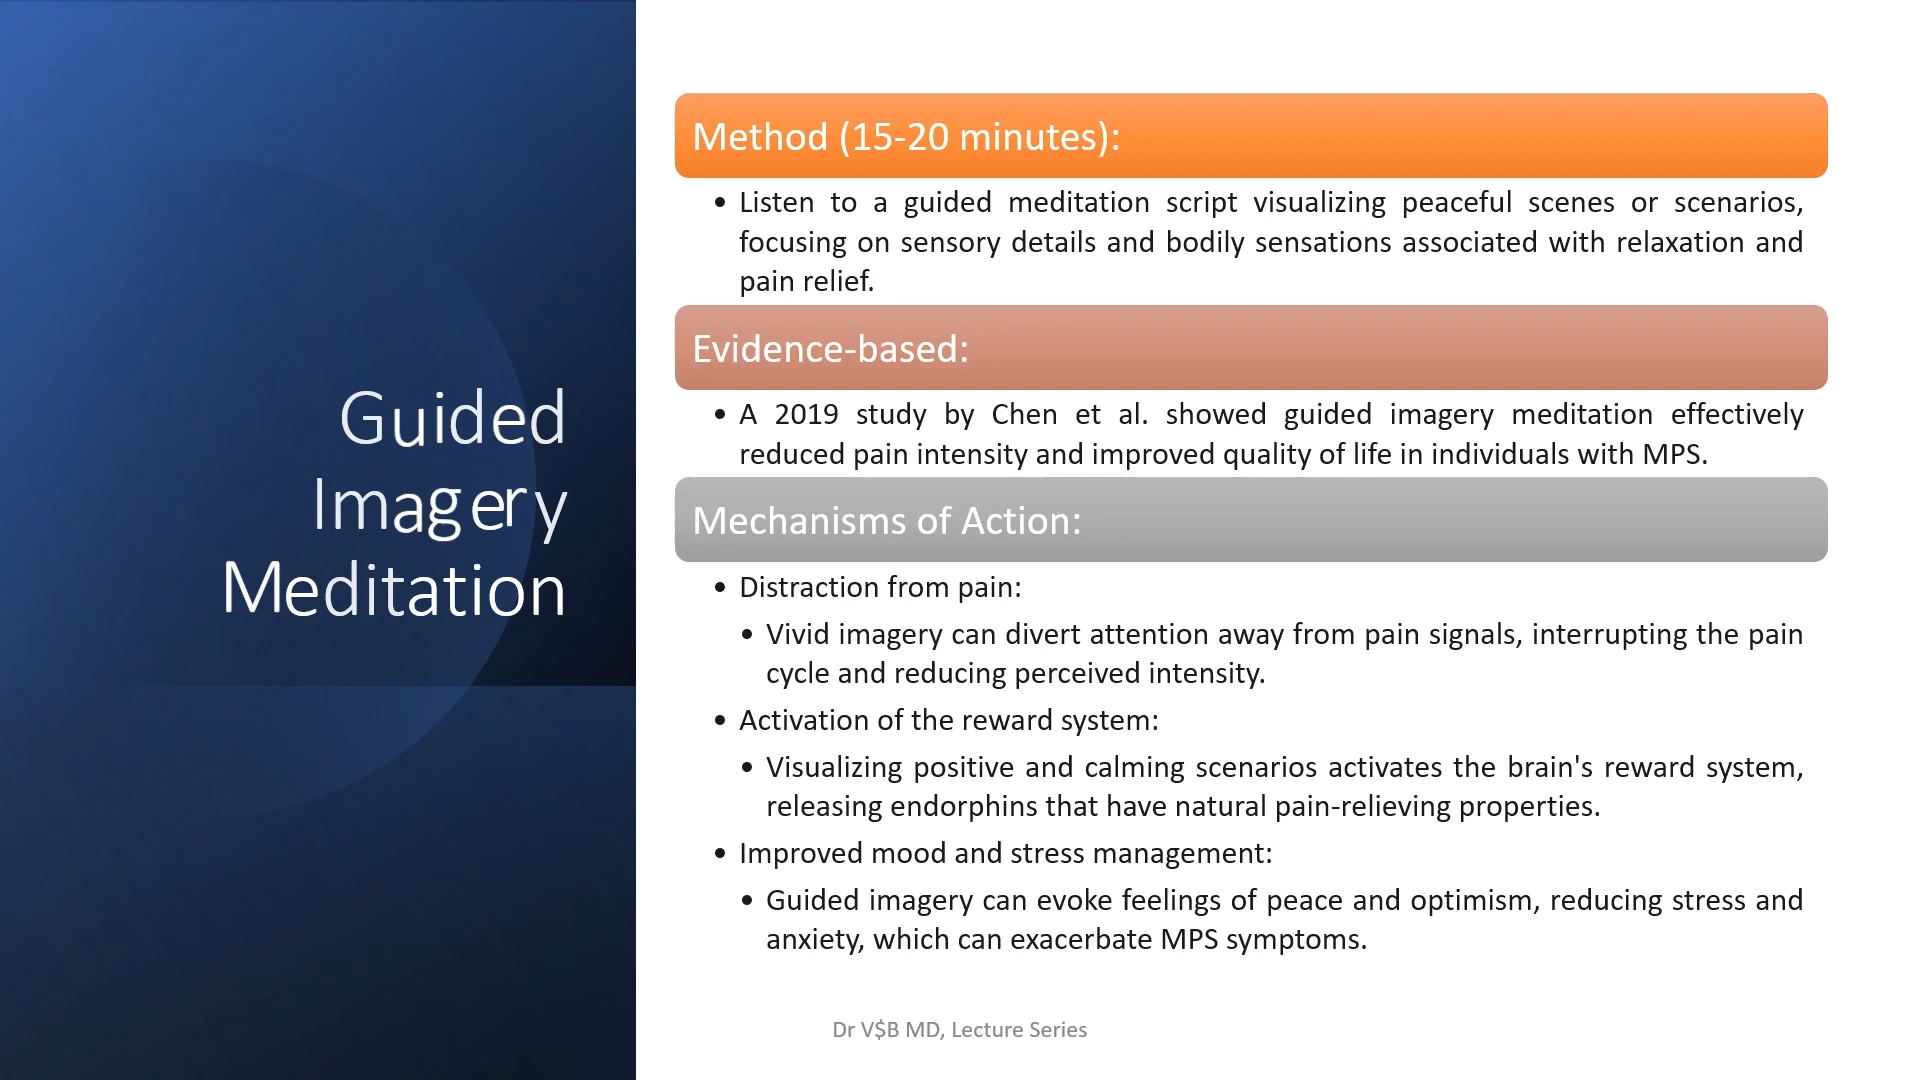 Guided
Imagery
Meditation
Method (15-20 minutes):
• Listen to a guided meditation script visualizing peaceful scenes or scenarios,
focusing on sensory details and bodily sensations associated with relaxation and
pain relief.
Evidence-based:
• A 2019 study by Chen et al. showed guided imagery meditation effectively
reduced pain intensity and improved quality of life in individuals with MPS.
Mechanisms of Action:
• Distraction from pain:
• Vivid imagery can divert attention away from pain signals, interrupting the pain
cycle and reducing perceived intensity.
• Activation of the reward system:
• Visualizing positive and calming scenarios activates the brain's reward system,
releasing endorphins that have natural pain-relieving properties.
• Improved mood and stress management:
• Guided imagery can evoke feelings of peace and optimism, reducing stress and
anxiety, which can exacerbate MPS symptoms.
Dr V$B MD, Lecture Series